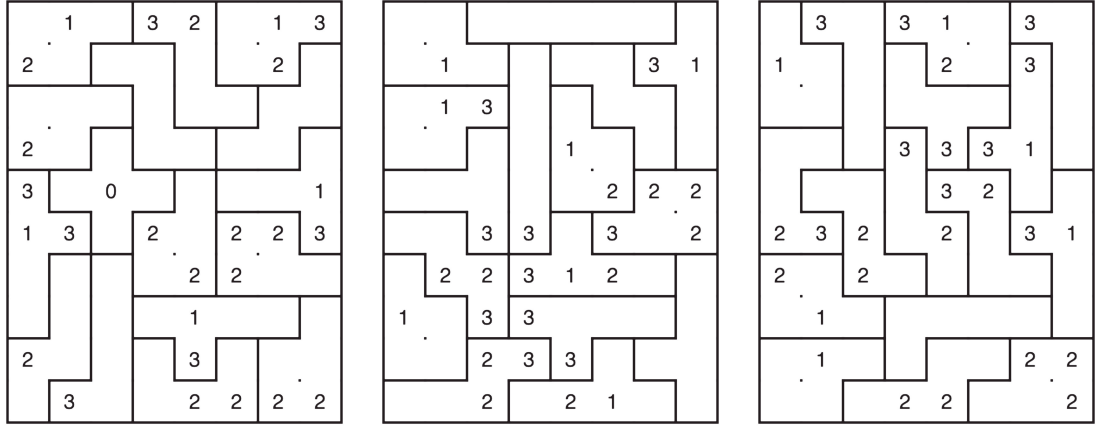 1 3 2 1 3
2 2
2
3 0 1
1 3 2 2 2 3
2 2
1
2 3
3 2 2 2 2
1 3 1
1 3
1
2 2 2
3 3 3 2
2 2 3 1 2
1 3 3
2 3 3
2 2 1
3 3 1 3
1 2 3
3 3 3 1
3 2
2 3 2 2 3 1
2 2
1
1 2 2
2 2 2